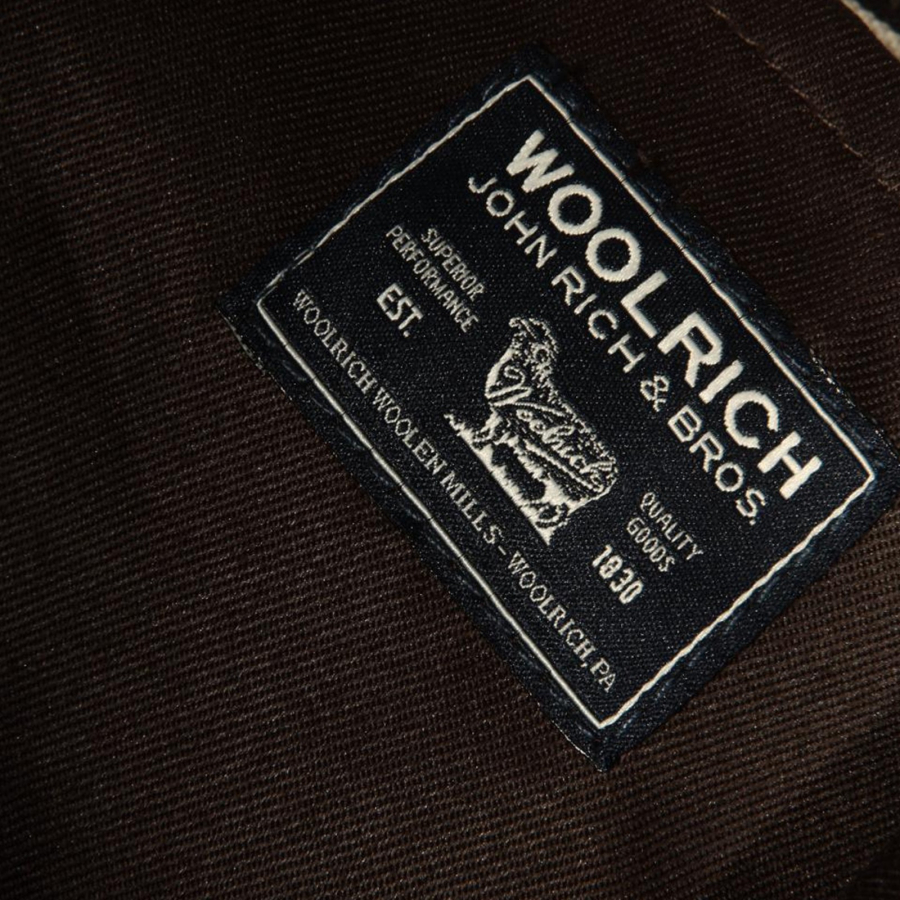 WOOLRICH
JOHN RICH & BROS.
SUPERIOR
PERFORMANCE
EST.
Woolrich
QUALITY
GOODS
1830
WOOLRICH WOOLEN MILLS - WOOLRICH, PA